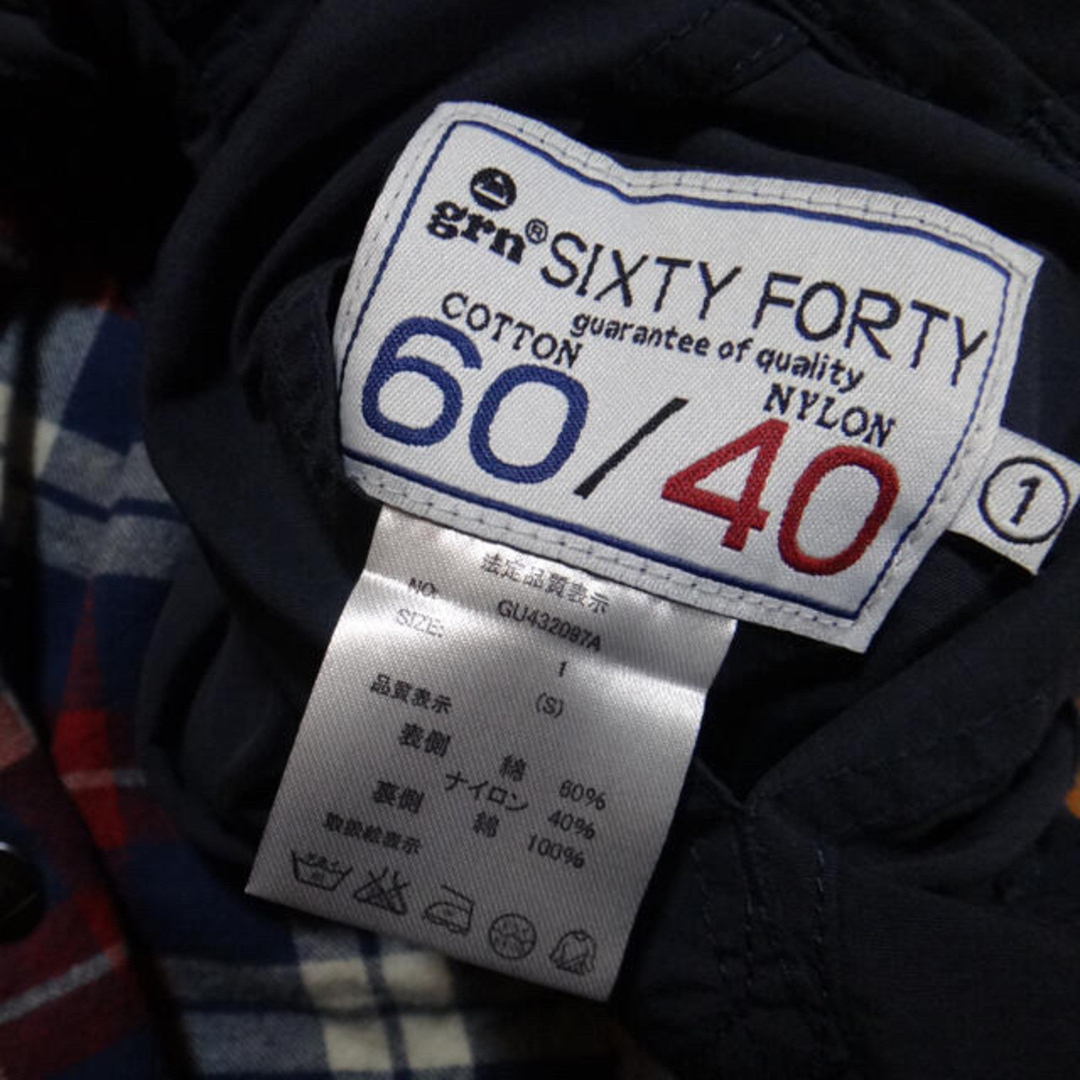 grn® SIXTY FORTY
guarantee of quality
COTTON NYLON
60/40
1
法定品質表示
NO: GU432097A
SIZE: 1
(S)
品質表示
表側 綿 60%
ナイロン 40%
裏側 綿 100%
取扱絵表示